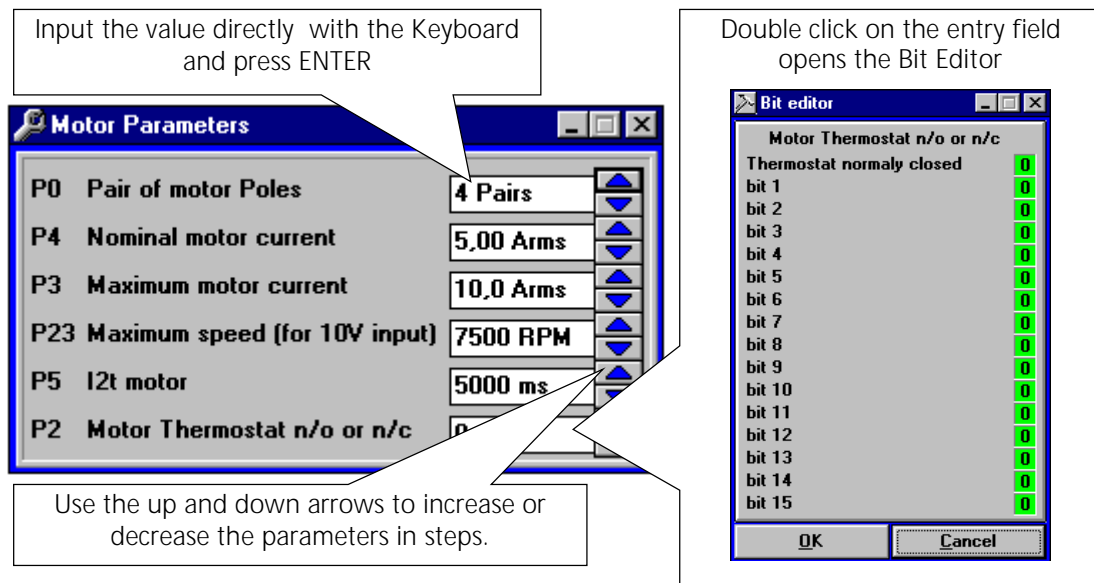 Input the value directly with the Keyboard
and press ENTER
Motor Parameters
P0 Pair of motor Poles 4 Pairs
P4 Nominal motor current 5,00 Arms
P3 Maximum motor current 10,0 Arms
P23 Maximum speed (for 10V input) 7500 RPM
P5 I2t motor 5000 ms
P2 Motor Thermostat n/o or n/c
Use the up and down arrows to increase or
decrease the parameters in steps.
Double click on the entry field
opens the Bit Editor
Bit editor
Motor Thermostat n/o or n/c
Thermostat normaly closed 0
bit 1 0
bit 2 0
bit 3 0
bit 4 0
bit 5 0
bit 6 0
bit 7 0
bit 8 0
bit 9 0
bit 10 0
bit 11 0
bit 12 0
bit 13 0
bit 14 0
bit 15 0
OK Cancel